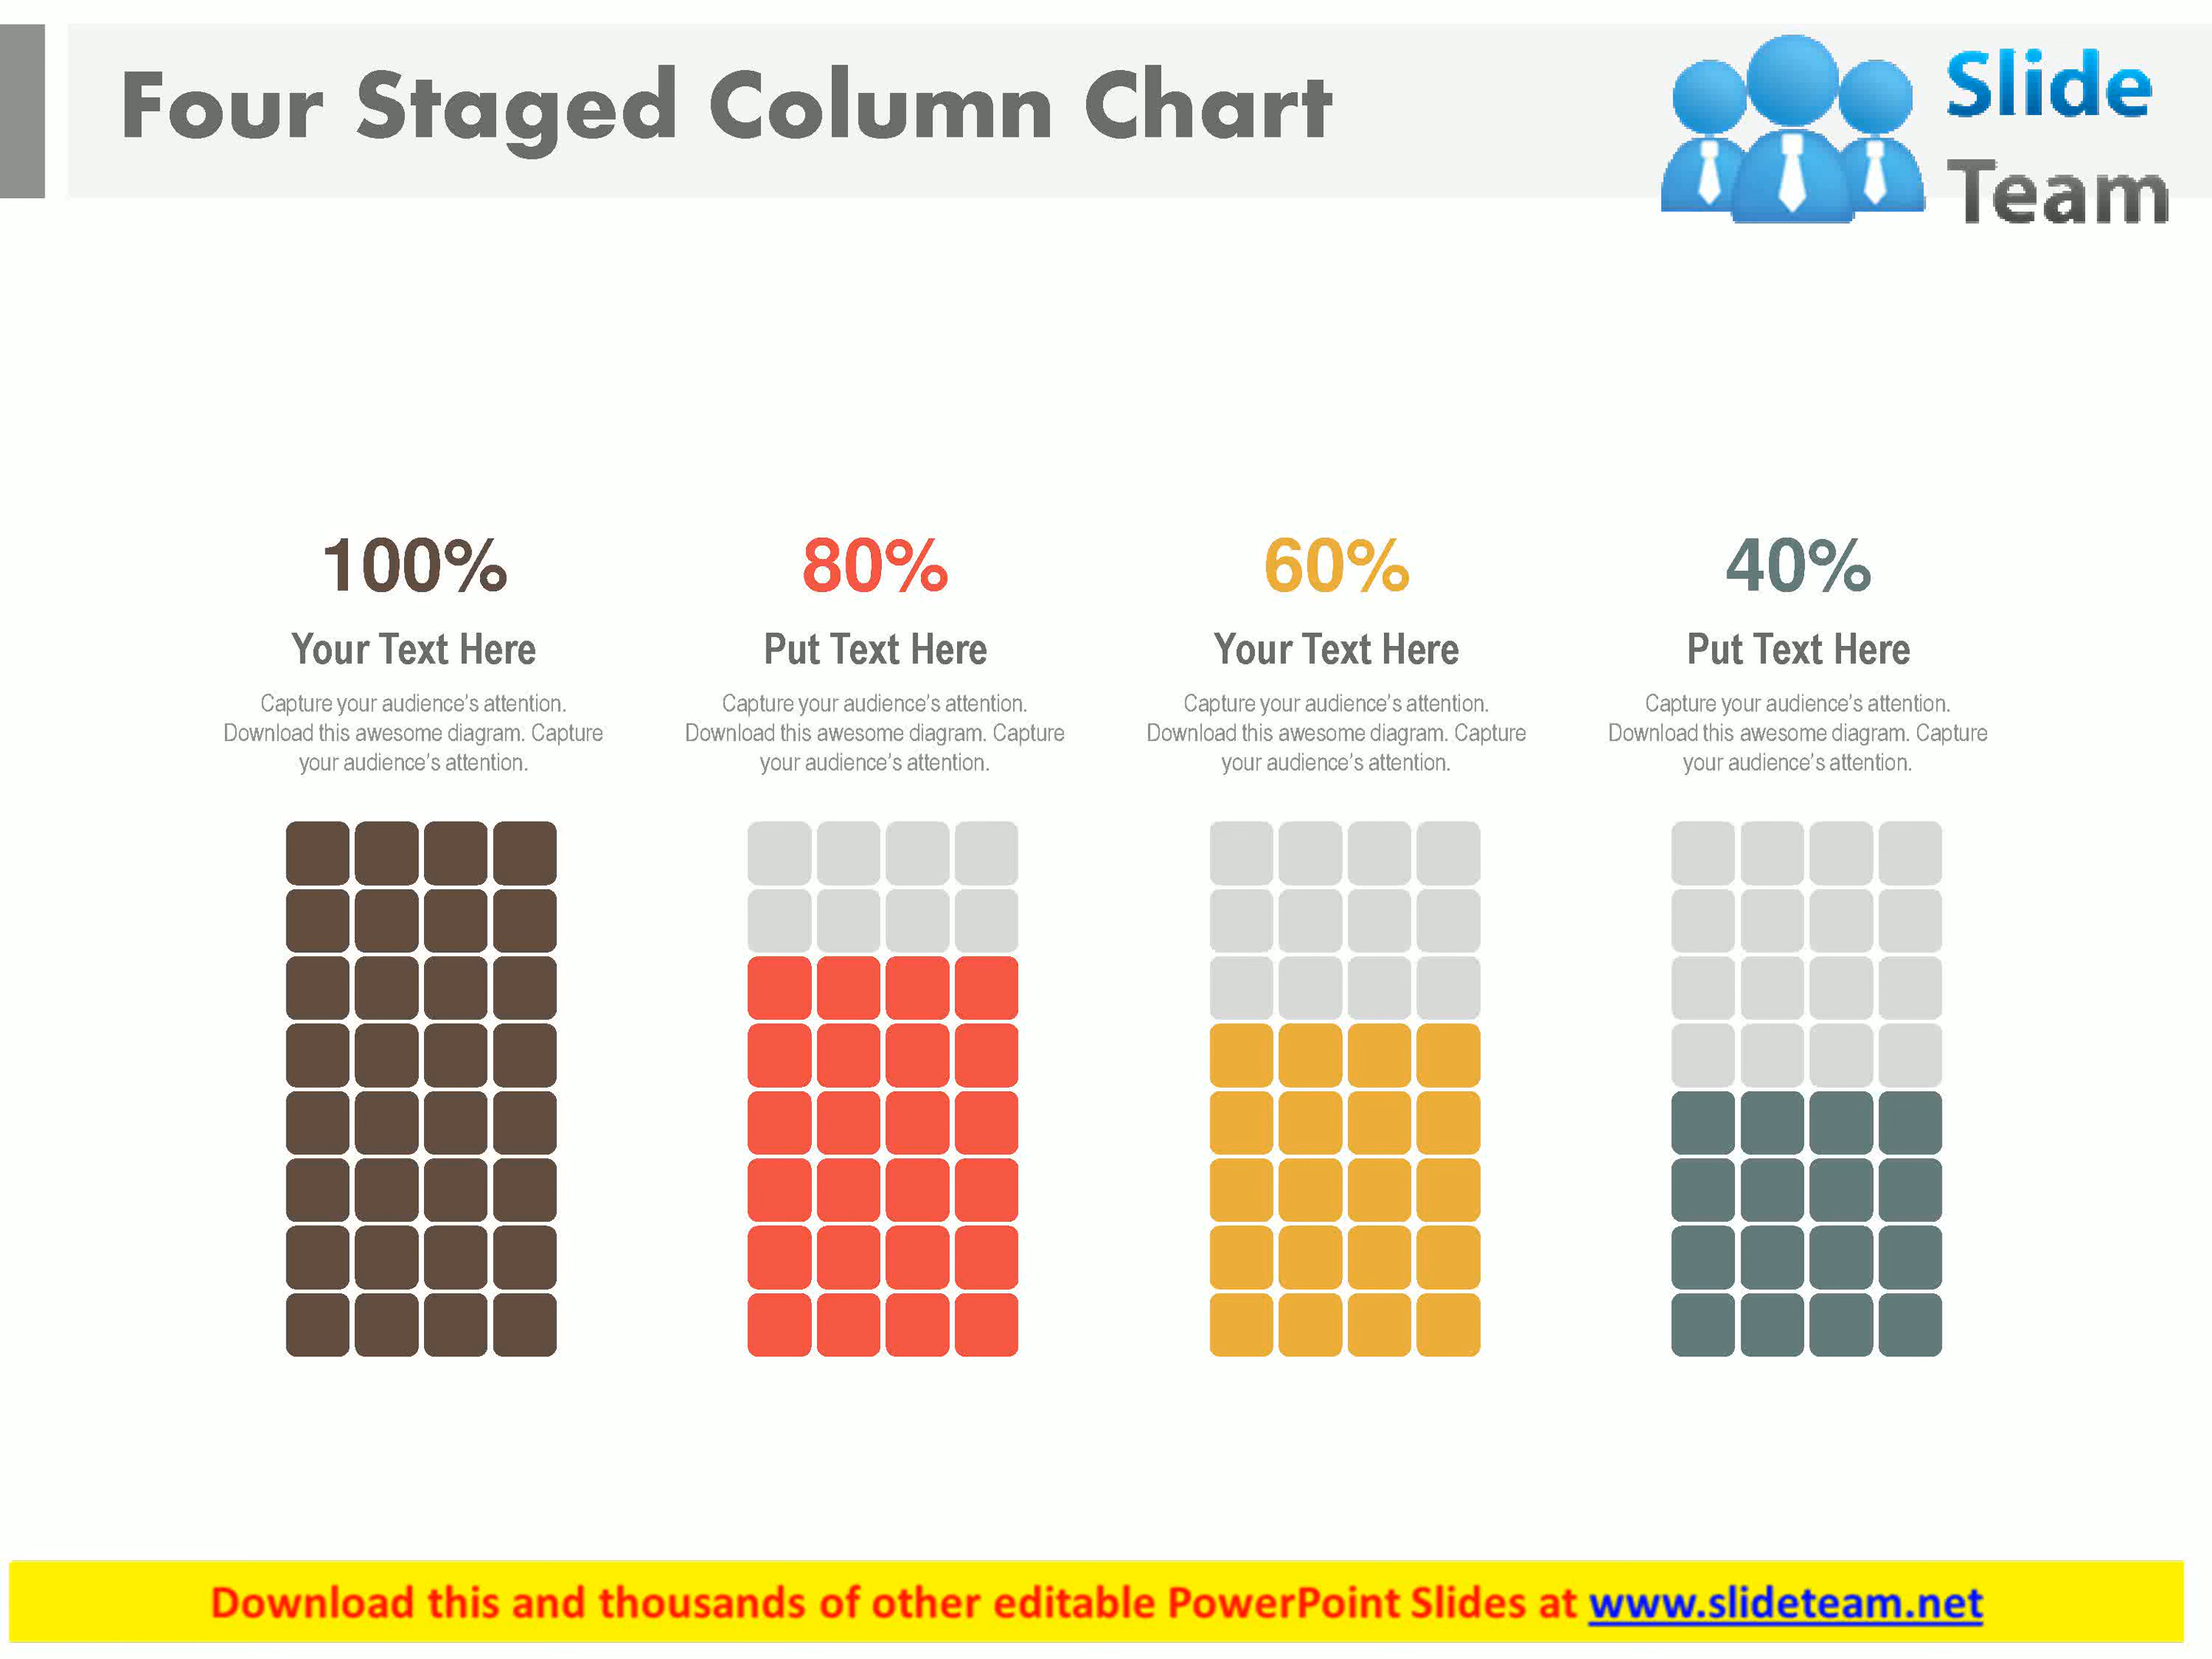 Four Staged Column Chart
Slide
Team
100%
Your Text Here
Capture your audience's attention.
Download this awesome diagram. Capture
your audience's attention.
80%
Put Text Here
Capture your audience's attention.
Download this awesome diagram. Capture
your audience's attention.
60%
Your Text Here
Capture your audience's attention.
Download this awesome diagram. Capture
your audience's attention.
40%
Put Text Here
Capture your audience's attention.
Download this awesome diagram. Capture
your audience's attention.
Download this and thousands of other editable PowerPoint Slides at www.slideteam.net